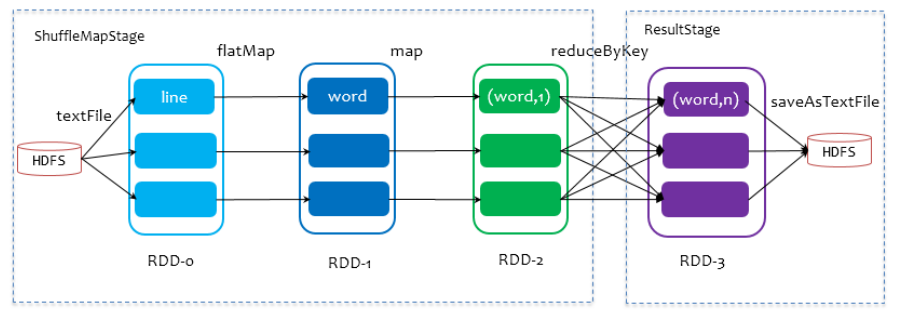 ShuffleMapStage
ResultStage
flatMap
map
reduceByKey
textFile
line
word
(word,1)
(word,n)
saveAsTextFile
HDFS
HDFS
RDD-0
RDD-1
RDD-2
RDD-3